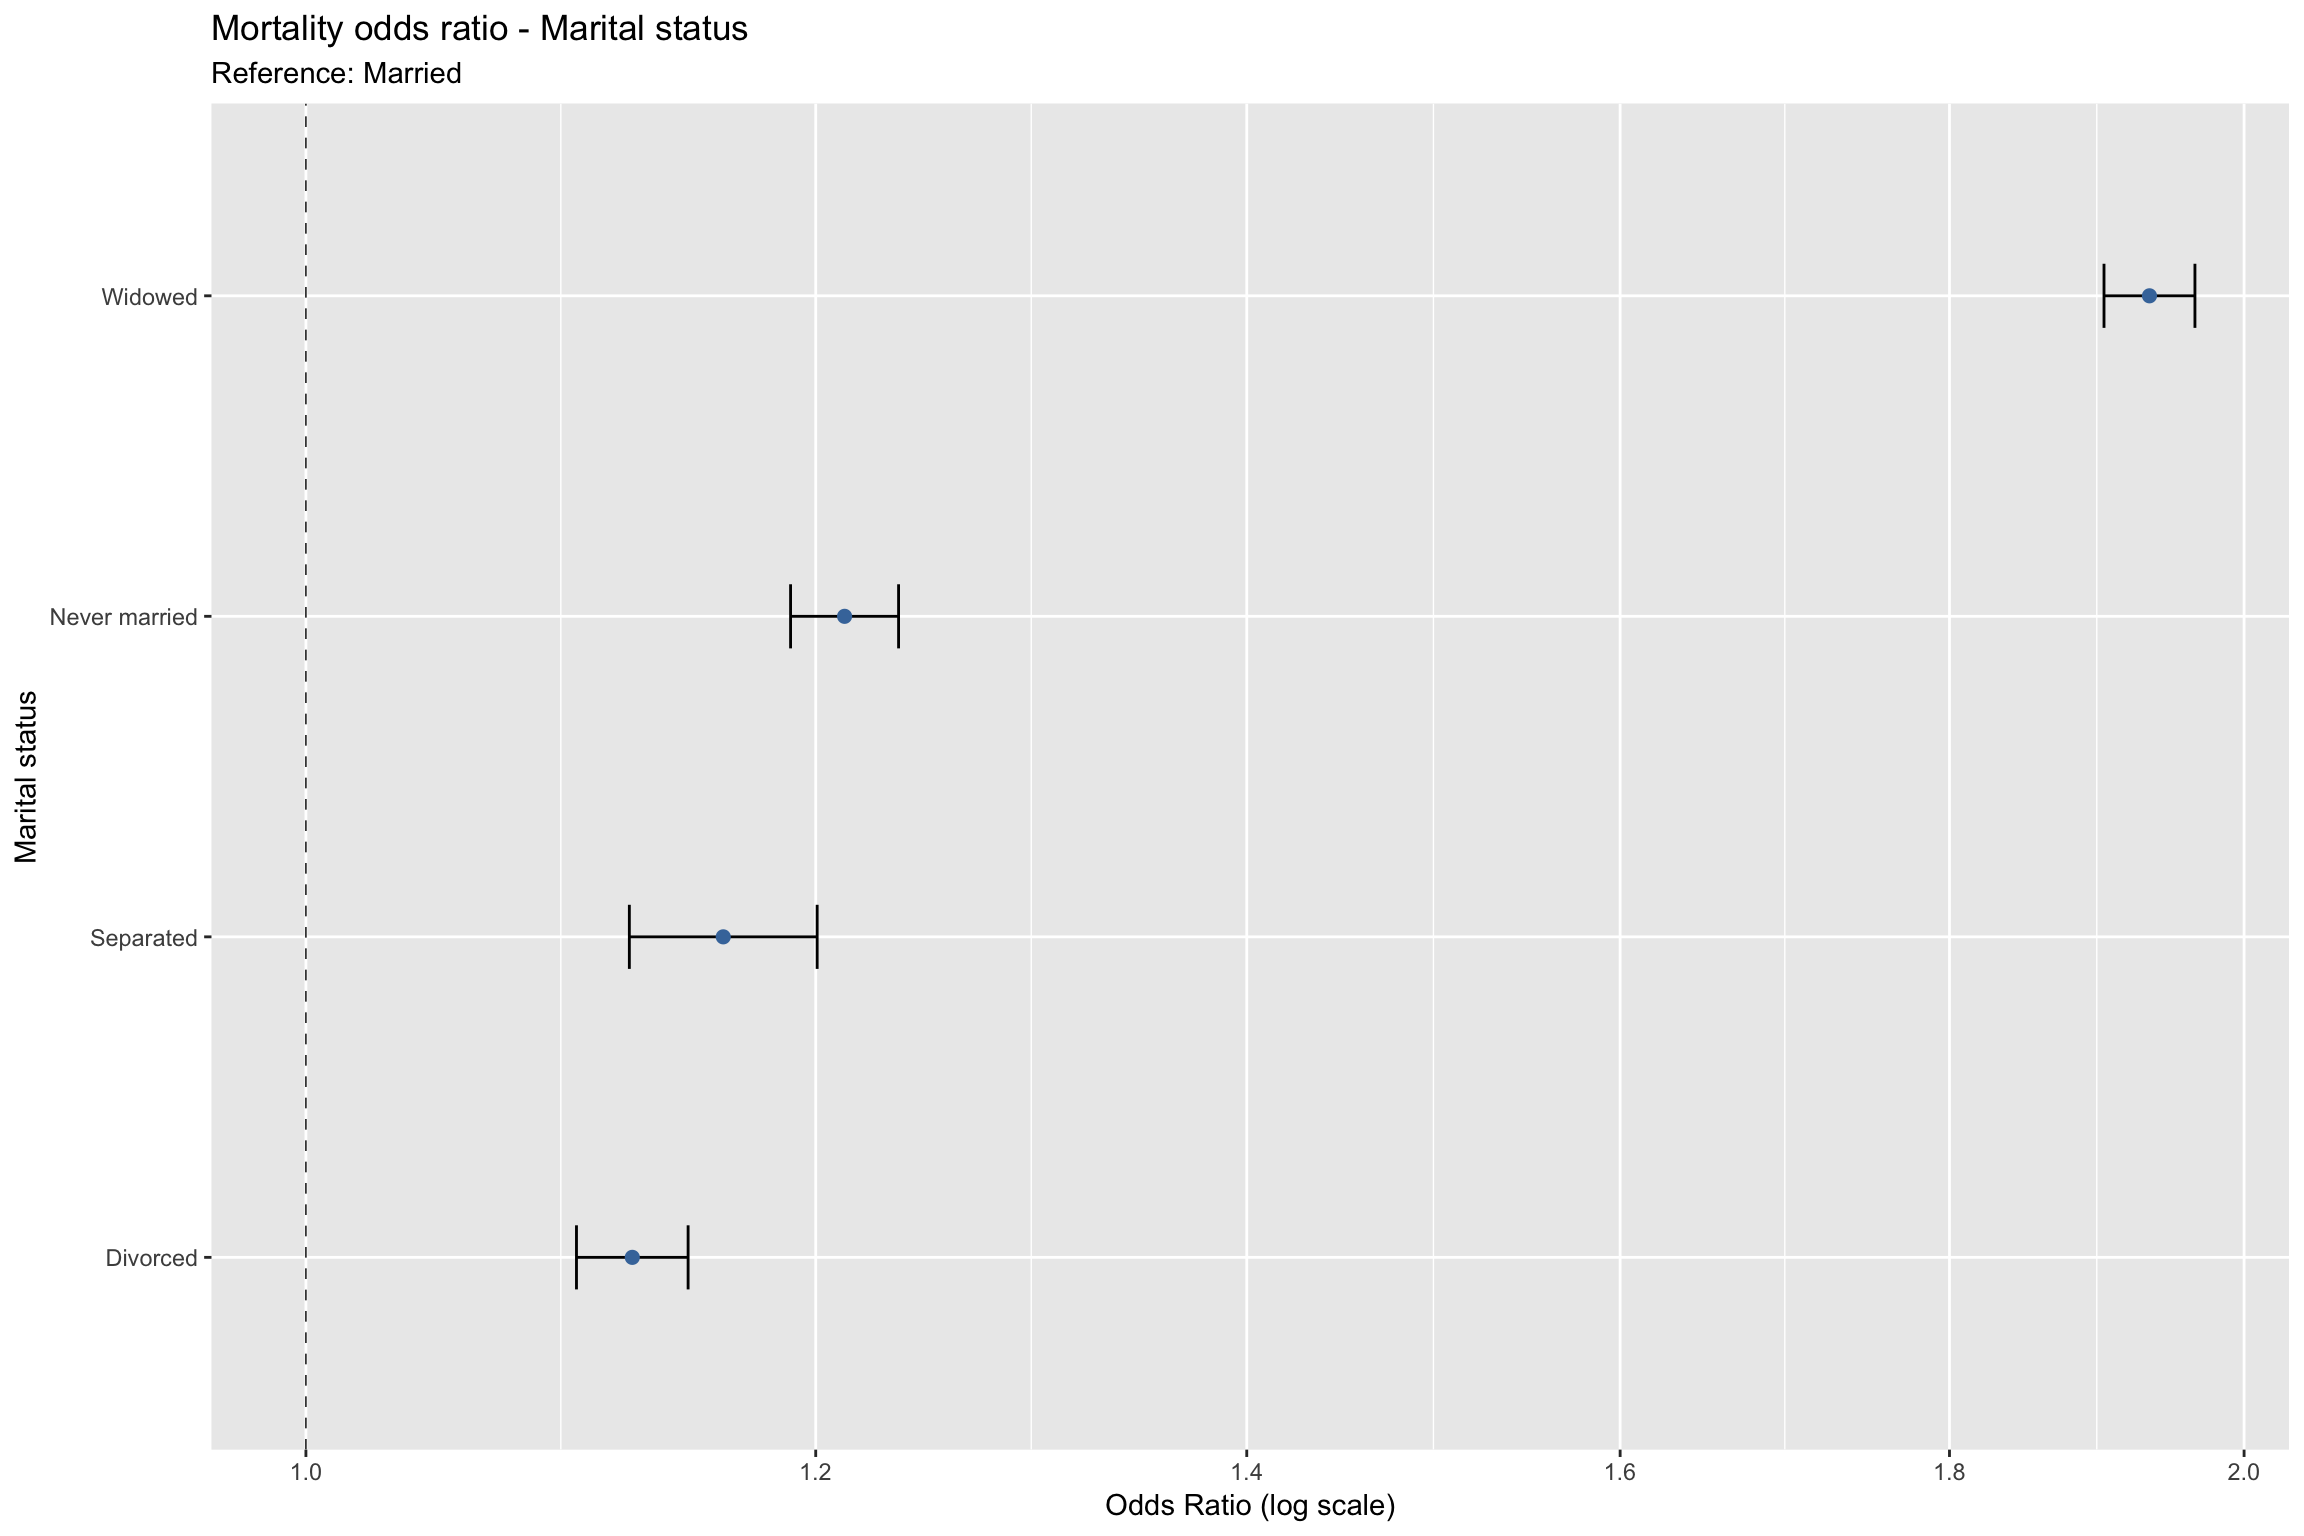 Mortality odds ratio - Marital status
Reference: Married
Marital status
Widowed
Never married
Separated
Divorced
1.0 1.2 1.4 1.6 1.8 2.0
Odds Ratio (log scale)